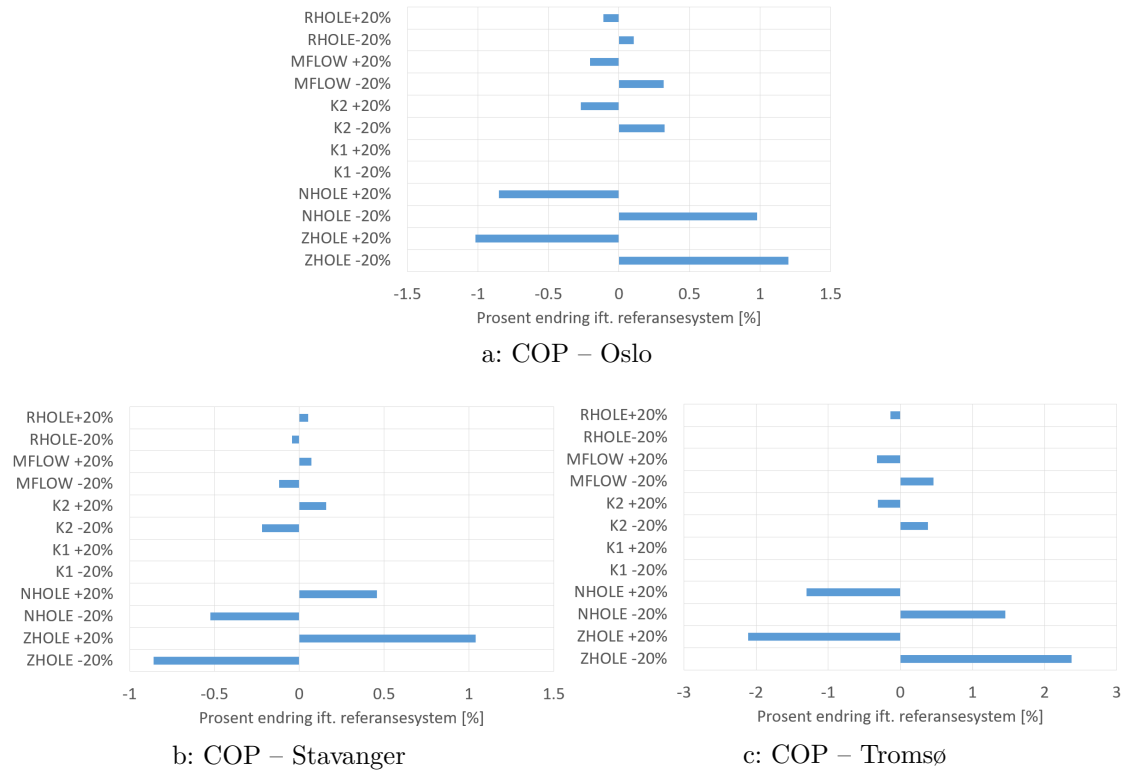 RHOLE+20%
RHOLE-20%
MFLOW +20%
MFLOW -20%
K2 +20%
K2 -20%
K1 +20%
K1 -20%
NHOLE +20%
NHOLE -20%
ZHOLE +20%
ZHOLE -20%
-1.5 -1 -0.5 0 0.5 1 1.5
Prosent endring ift. referansesystem [%]
a: COP – Oslo
RHOLE+20%
RHOLE-20%
MFLOW +20%
MFLOW -20%
K2 +20%
K2 -20%
K1 +20%
K1 -20%
NHOLE +20%
NHOLE -20%
ZHOLE +20%
ZHOLE -20%
-1 -0.5 0 0.5 1 1.5
Prosent endring ift. referansesystem [%]
b: COP – Stavanger
RHOLE+20%
RHOLE-20%
MFLOW +20%
MFLOW -20%
K2 +20%
K2 -20%
K1 +20%
K1 -20%
NHOLE +20%
NHOLE -20%
ZHOLE +20%
ZHOLE -20%
-3 -2 -1 0 1 2 3
Prosent endring ift. referansesystem [%]
c: COP – Tromsø